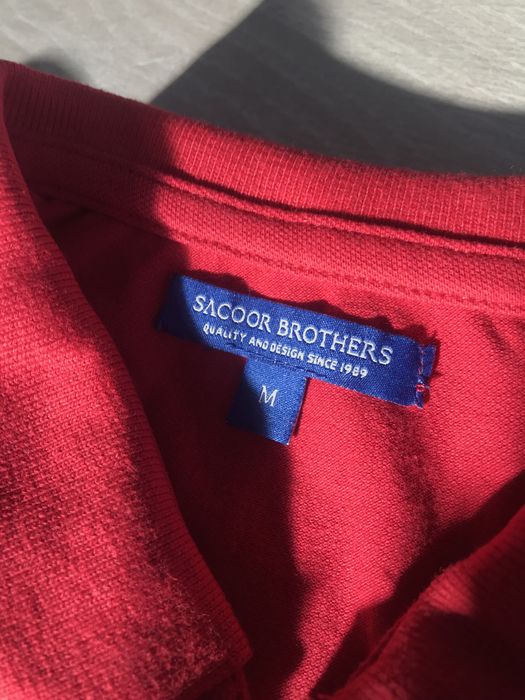 SACOOR BROTHERS
QUALITY AND DESIGN SINCE 1989
M